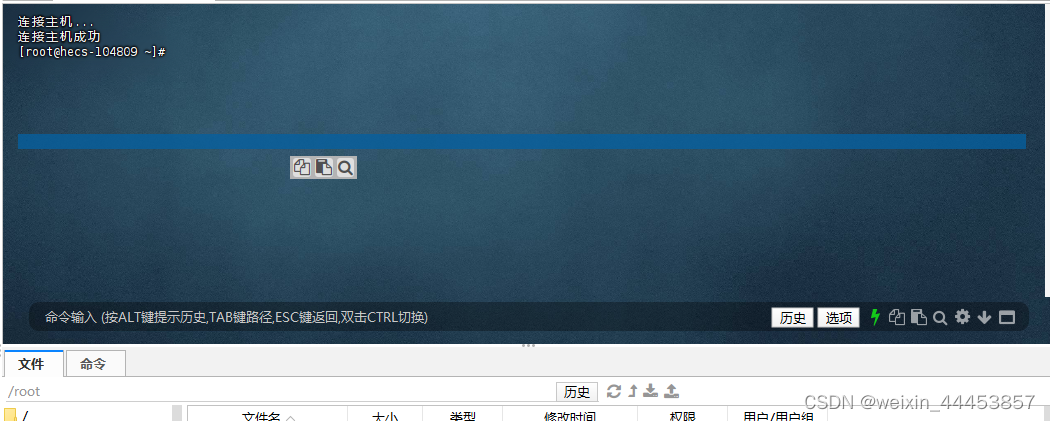 连接主机...
连接主机成功
[root@hecs-104809 ~]#
命令输入 (按ALT键提示历史,TAB键路径,ESC键返回,双击CTRL切换) 历史 选项
文件 命令
/root 历史
/ 文件名 大小 类型 修改时间 权限 用户/用户组
CSDN @weixin_44453857